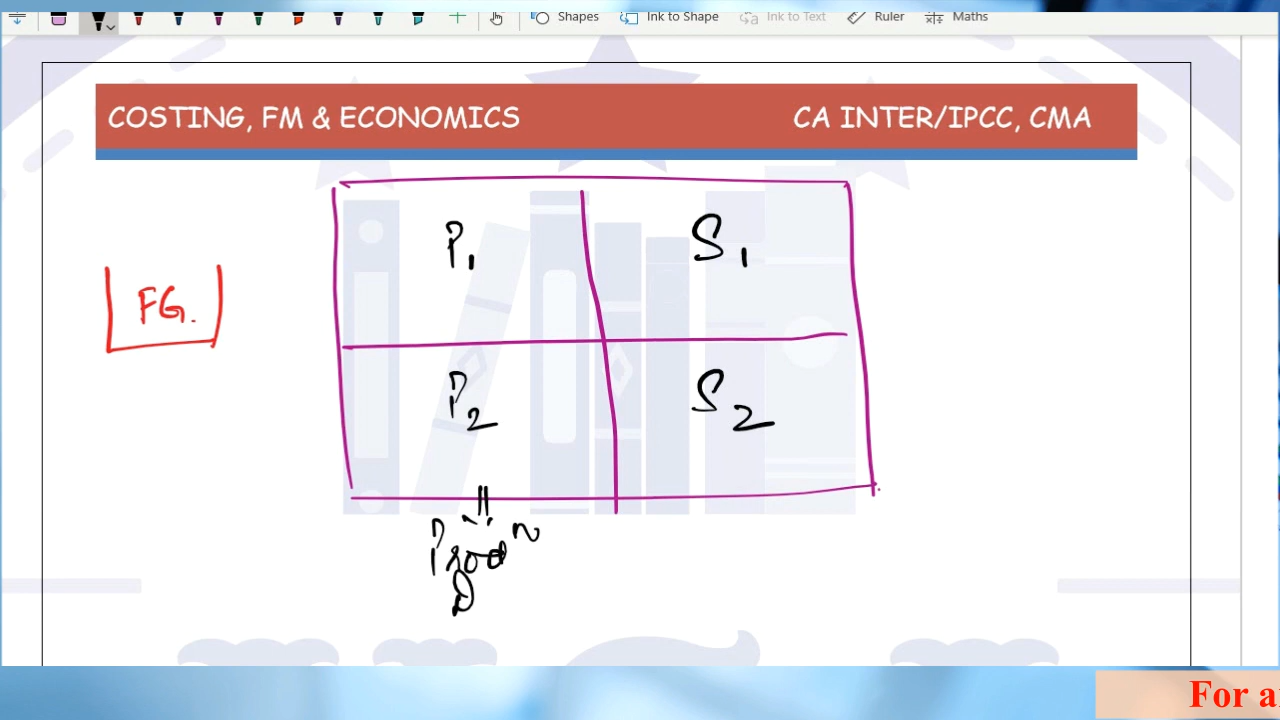 Shapes Ink to Shape Ink to Text Ruler Maths
COSTING, FM & ECONOMICS CA INTER/IPCC, CMA
P1 S1
FG.
P2 S2
Prodn
D
For a